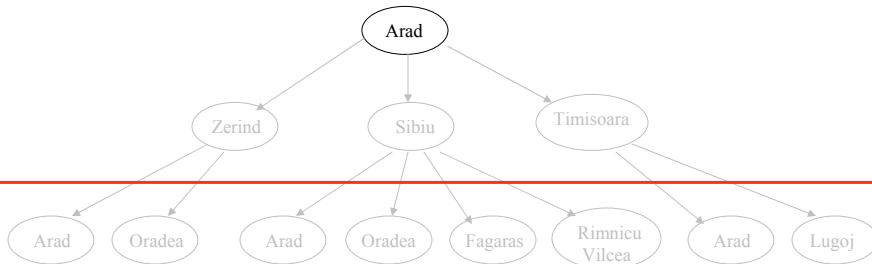 Arad
Zerind
Sibiu
Timisoara
Arad
Oradea
Arad
Oradea
Fagaras
Rimnicu
Vilcea
Arad
Lugoj